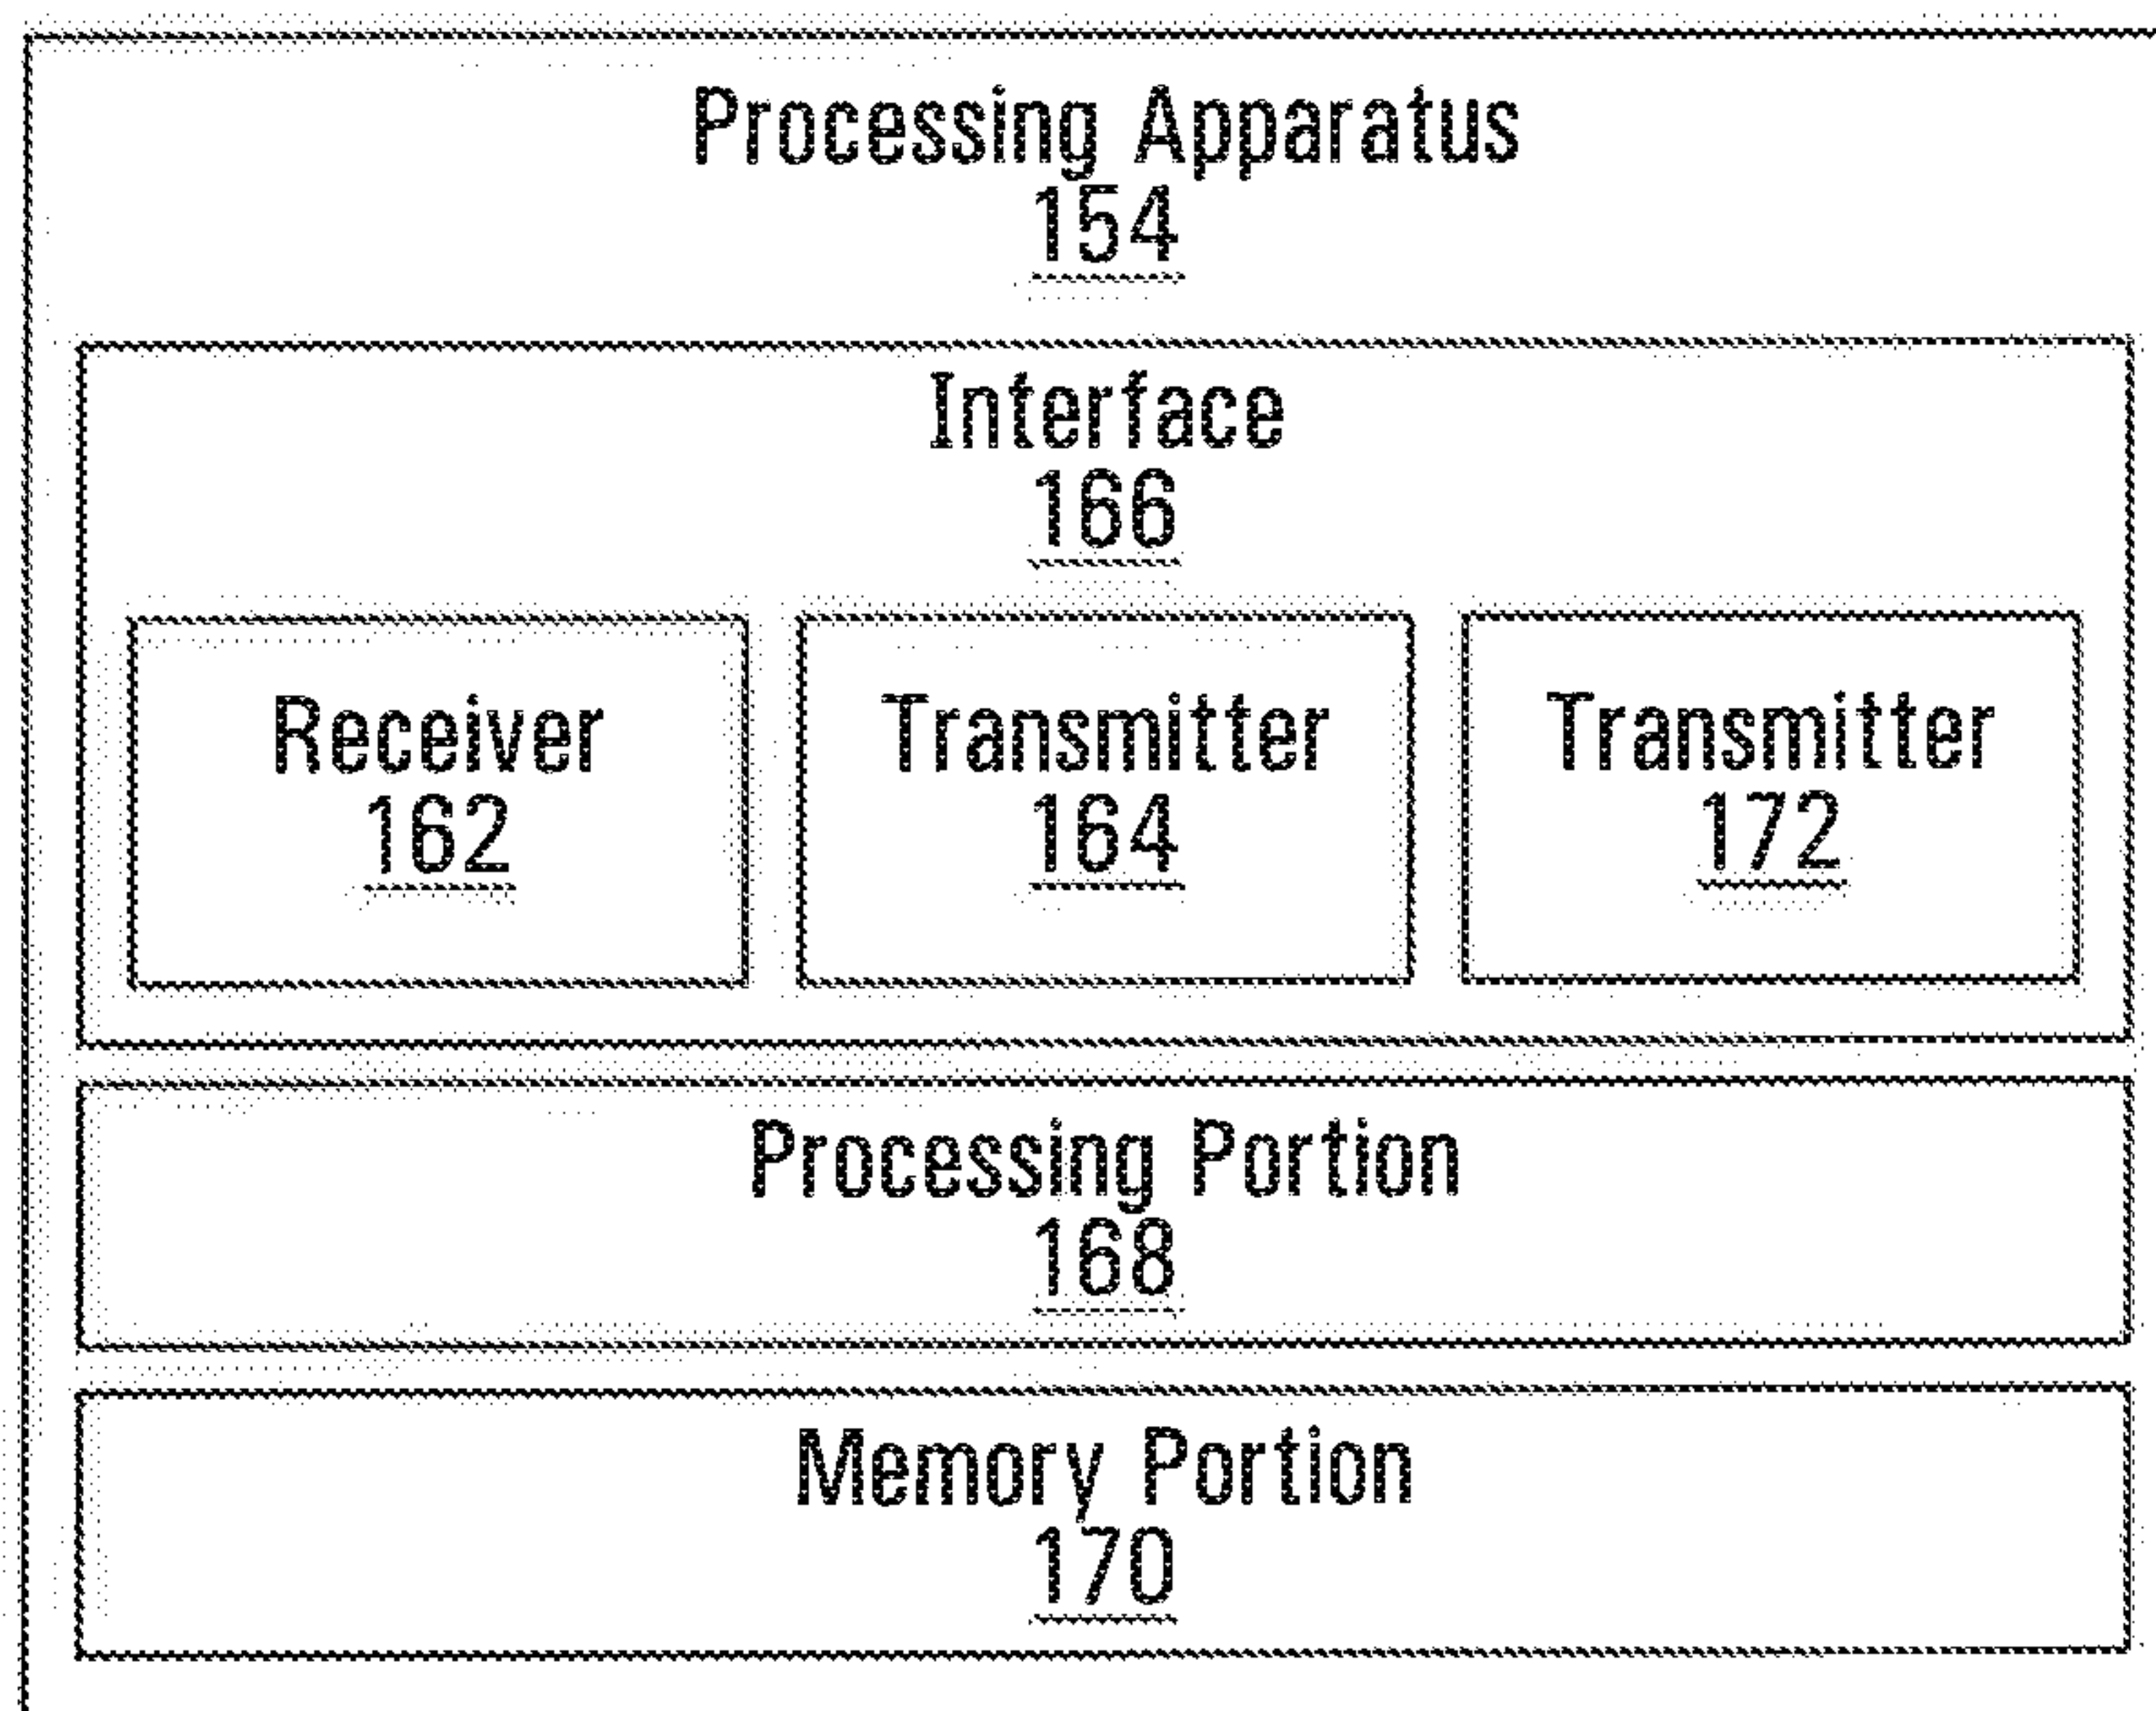 Processing Apparatus
154
Interface
166
Receiver
162
Transmitter
164
Transmitter
172
Processing Portion
168
Memory Portion
170